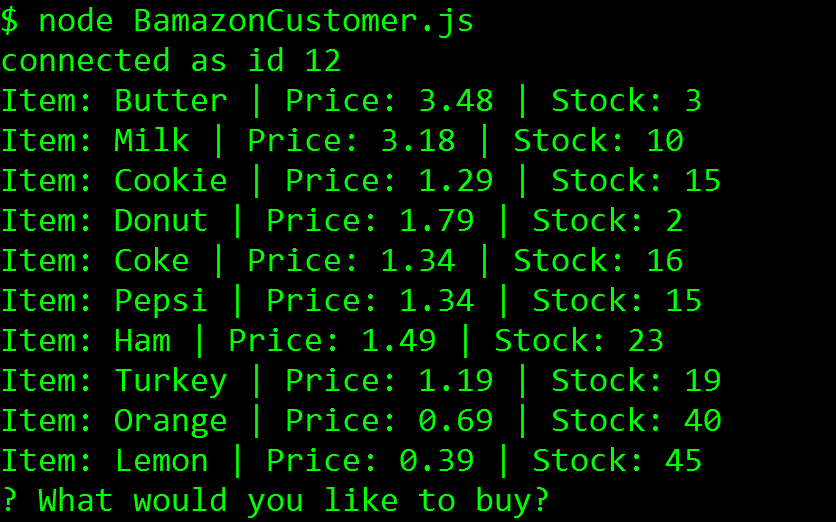 $ node BamazonCustomer.js
connected as id 12
Item: Butter | Price: 3.48 | Stock: 3
Item: Milk | Price: 3.18 | Stock: 10
Item: Cookie | Price: 1.29 | Stock: 15
Item: Donut | Price: 1.79 | Stock: 2
Item: Coke | Price: 1.34 | Stock: 16
Item: Pepsi | Price: 1.34 | Stock: 15
Item: Ham | Price: 1.49 | Stock: 23
Item: Turkey | Price: 1.19 | Stock: 19
Item: Orange | Price: 0.69 | Stock: 40
Item: Lemon | Price: 0.39 | Stock: 45
? What would you like to buy?